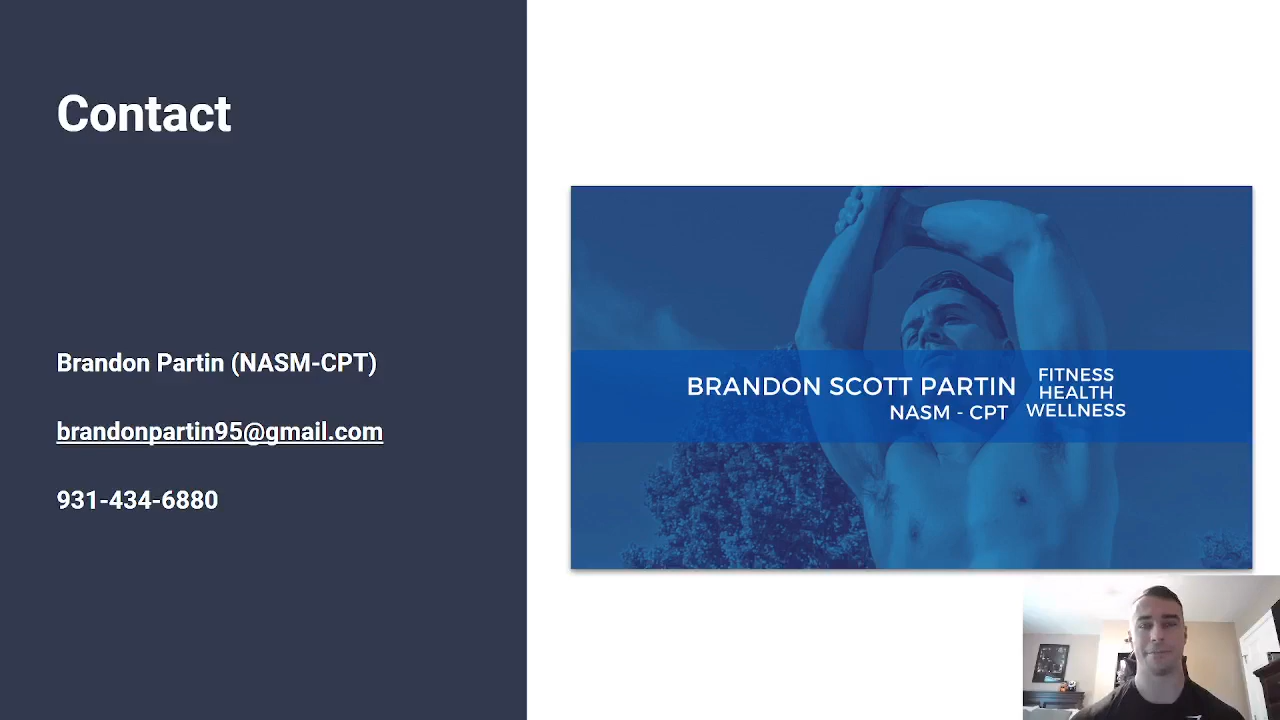 Contact
Brandon Partin (NASM-CPT)
brandonpartin95@gmail.com
931-434-6880
BRANDON SCOTT PARTIN
NASM - CPT
FITNESS
HEALTH
WELLNESS